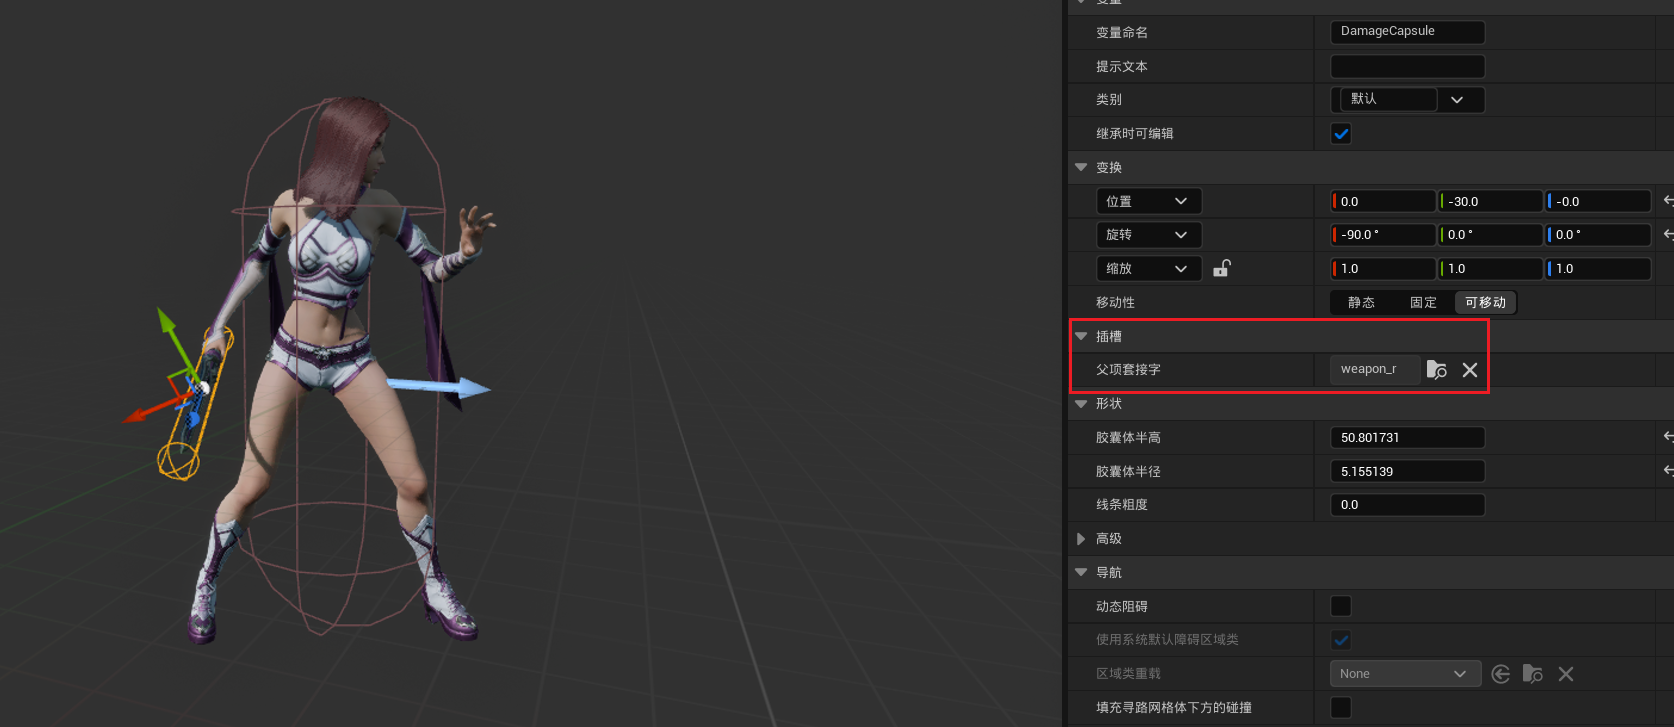 变量
变量命名 DamageCapsule
提示文本
类别 默认
继承时可编辑
变换
位置 0.0 -30.0 -0.0
旋转 -90.0 ° 0.0 ° 0.0 °
缩放 1.0 1.0 1.0
移动性 静态 固定 可移动
插槽
父项套接字 weapon_r
形状
胶囊体半高 50.801731
胶囊体半径 5.155139
线条粗度 0.0
高级
导航
动态阻碍
使用系统默认障碍区域类
区域类重载 None
填充寻路网格体下方的碰撞